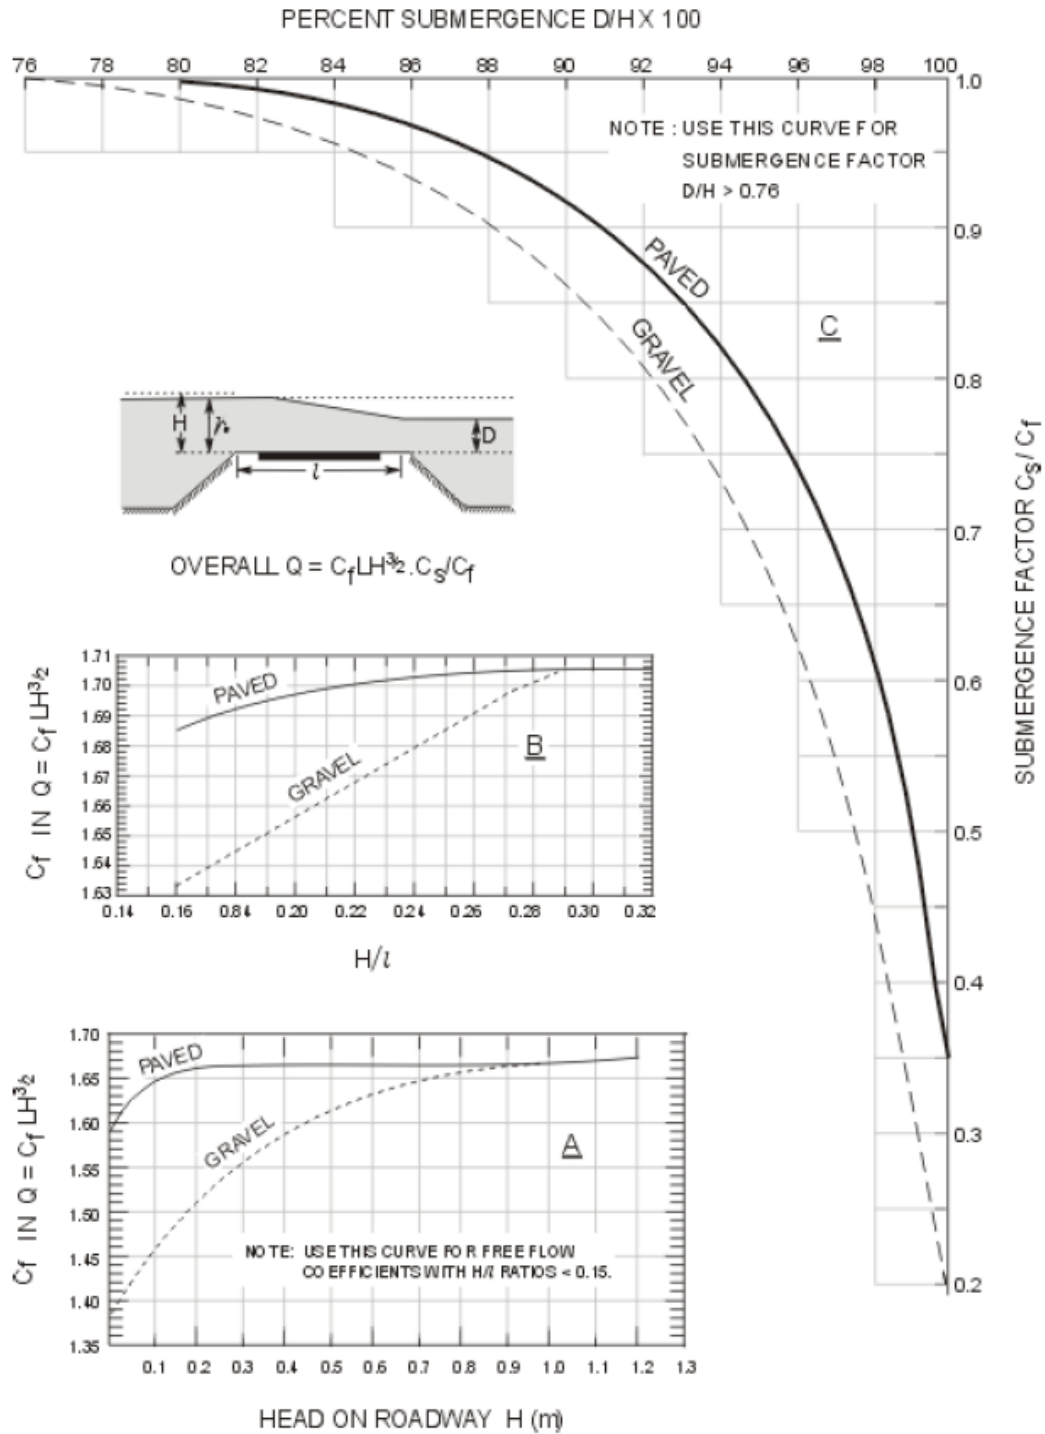 PERCENT SUBMERGENCE D/H X 100
76 78 80 82 84 86 88 90 92 94 96 98 100
1.0
NOTE : USE THIS CURVE FOR
SUBMERGENCE FACTOR
D/H > 0.76
0.9
PAVED
C
GRAVEL
0.8
H
D
l
0.7
SUBMERGENCE FACTOR Cs/ Cf
OVERALL Q = CfLH3/2.Cs/Cf
0.6
0.5
0.4
0.3
0.2
Cf IN Q = Cf LH3/2
1.71
1.70
1.69
1.68
1.67
1.66
1.65
1.54
1.53
PAVED
GRAVEL
B
0.14 0.16 0.84 0.20 0.22 0.24 0.26 0.28 0.30 0.32
H/l
Cf IN Q = Cf LH3/2
1.70
1.65
1.60
1.55
1.50
1.45
1.40
1.35
PAVED
GRAVEL
A
NOTE: USE THIS CURVE FOR FREE FLOW
COEFFICIENTS WITH H/l RATIOS < 0.15.
0.1 0.2 0.3 0.4 0.5 0.6 0.7 0.8 0.9 1.0 1.1 1.2 1.3
HEAD ON ROADWAY H (m)